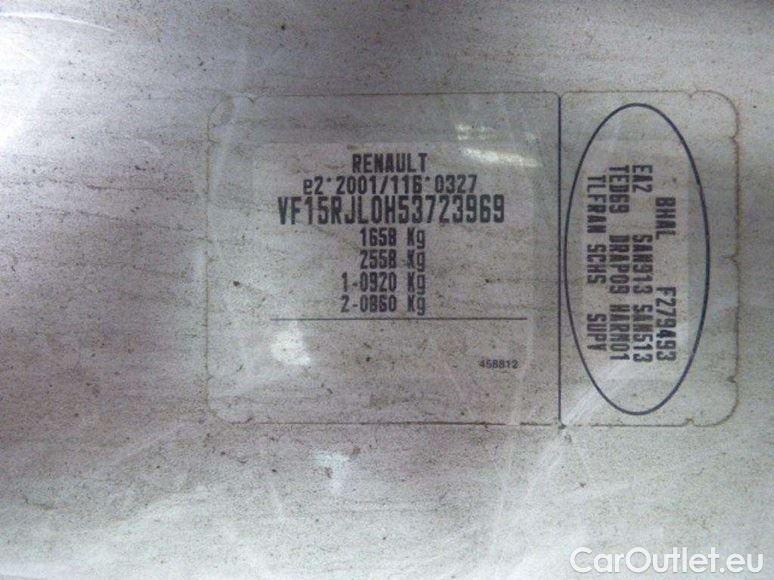 RENAULT
e2*2001/116*0327
VF15RJL0H53723969
1658 Kg
2558 Kg
1-0920 Kg
2-0860 Kg
458812
BHAL F279493
EA2 SAN913 SAN513
TED69 DRAP09 HARN01
TLFRAN SCHS SUPY
CarOutlet.eu